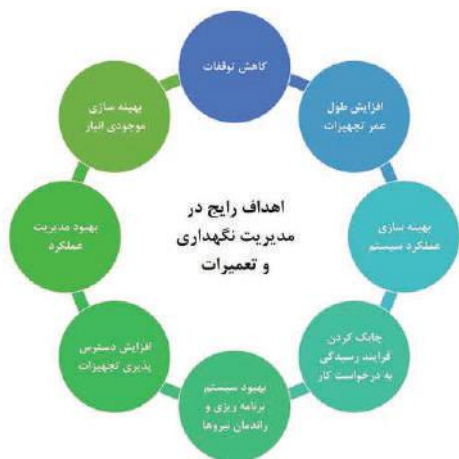 اهداف رایج در
مدیریت نگهداری
و تعمیرات
کاهش توقفات
افزایش طول
عمر تجهیزات
بهینه سازی
عملکرد سیستم
چابک کردن
فرایند رسیدگی
به درخواست کار
بهبود سیستم
برنامه ریزی و
راندمان نیروها
افزایش دسترس
پذیری تجهیزات
بهبود مدیریت
عملکرد
بهینه سازی
موجودی انبار